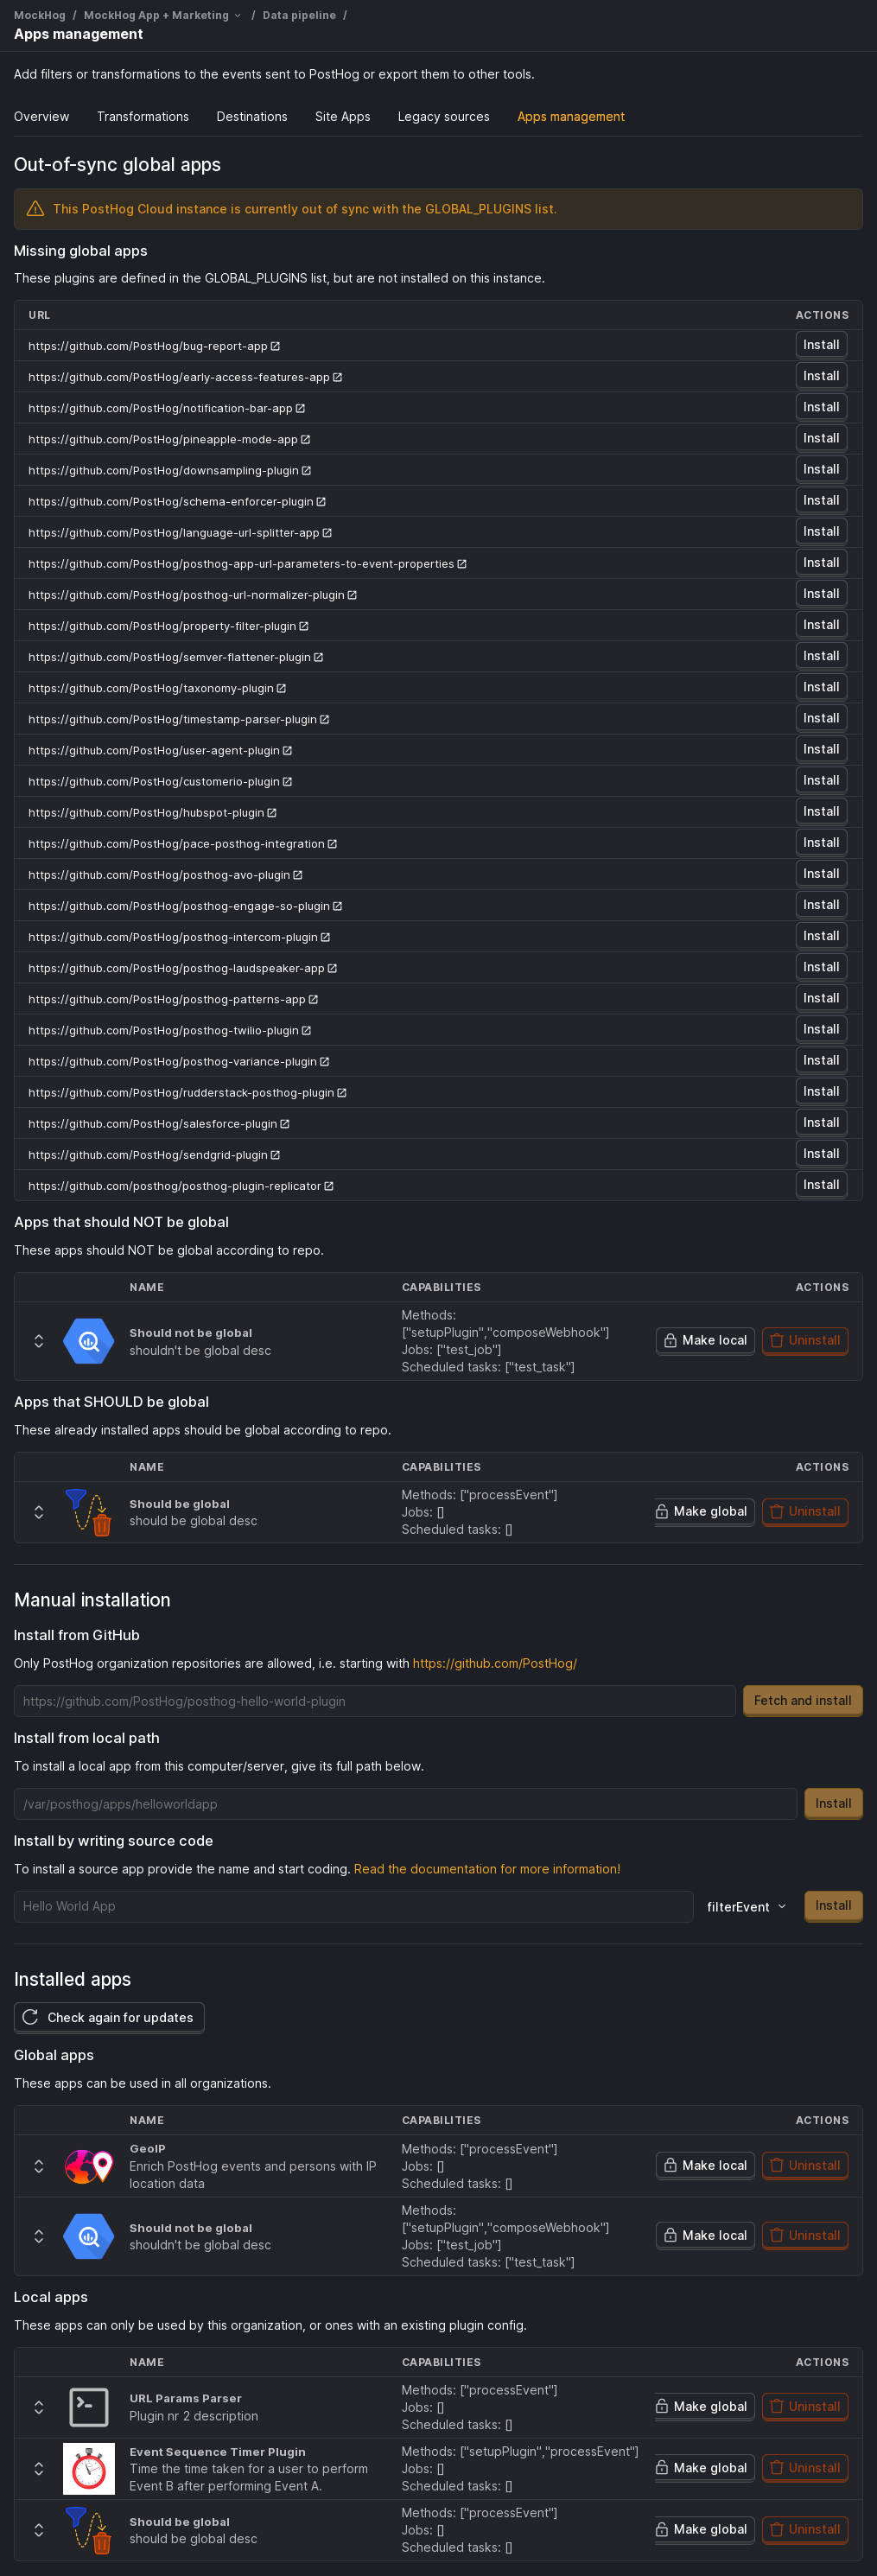 MockHog / MockHog App + Marketing / Data pipeline /
Apps management
Add filters or transformations to the events sent to PostHog or export them to other tools.
Overview Transformations Destinations Site Apps Legacy sources Apps management
Out-of-sync global apps
This PostHog Cloud instance is currently out of sync with the GLOBAL_PLUGINS list.
Missing global apps
These plugins are defined in the GLOBAL_PLUGINS list, but are not installed on this instance.
URL ACTIONS
https://github.com/PostHog/bug-report-app Install
https://github.com/PostHog/early-access-features-app Install
https://github.com/PostHog/notification-bar-app Install
https://github.com/PostHog/pineapple-mode-app Install
https://github.com/PostHog/downsampling-plugin Install
https://github.com/PostHog/schema-enforcer-plugin Install
https://github.com/PostHog/language-url-splitter-app Install
https://github.com/PostHog/posthog-app-url-parameters-to-event-properties Install
https://github.com/PostHog/posthog-url-normalizer-plugin Install
https://github.com/PostHog/property-filter-plugin Install
https://github.com/PostHog/semver-flattener-plugin Install
https://github.com/PostHog/taxonomy-plugin Install
https://github.com/PostHog/timestamp-parser-plugin Install
https://github.com/PostHog/user-agent-plugin Install
https://github.com/PostHog/customerio-plugin Install
https://github.com/PostHog/hubspot-plugin Install
https://github.com/PostHog/pace-posthog-integration Install
https://github.com/PostHog/posthog-avo-plugin Install
https://github.com/PostHog/posthog-engage-so-plugin Install
https://github.com/PostHog/posthog-intercom-plugin Install
https://github.com/PostHog/posthog-laudspeaker-app Install
https://github.com/PostHog/posthog-patterns-app Install
https://github.com/PostHog/posthog-twilio-plugin Install
https://github.com/PostHog/posthog-variance-plugin Install
https://github.com/PostHog/rudderstack-posthog-plugin Install
https://github.com/PostHog/salesforce-plugin Install
https://github.com/PostHog/sendgrid-plugin Install
https://github.com/posthog/posthog-plugin-replicator Install
Apps that should NOT be global
These apps should NOT be global according to repo.
NAME CAPABILITIES ACTIONS
Should not be global
shouldn't be global desc
Methods:
["setupPlugin","composeWebhook"]
Jobs: ["test_job"]
Scheduled tasks: ["test_task"]
Make local Uninstall
Apps that SHOULD be global
These already installed apps should be global according to repo.
NAME CAPABILITIES ACTIONS
Should be global
should be global desc
Methods: ["processEvent"]
Jobs: []
Scheduled tasks: []
Make global Uninstall
Manual installation
Install from GitHub
Only PostHog organization repositories are allowed, i.e. starting with https://github.com/PostHog/
https://github.com/PostHog/posthog-hello-world-plugin Fetch and install
Install from local path
To install a local app from this computer/server, give its full path below.
/var/posthog/apps/helloworldapp Install
Install by writing source code
To install a source app provide the name and start coding. Read the documentation for more information!
Hello World App filterEvent Install
Installed apps
Check again for updates
Global apps
These apps can be used in all organizations.
NAME CAPABILITIES ACTIONS
GeoIP
Enrich PostHog events and persons with IP
location data
Methods: ["processEvent"]
Jobs: []
Scheduled tasks: []
Make local Uninstall
Should not be global
shouldn't be global desc
Methods:
["setupPlugin","composeWebhook"]
Jobs: ["test_job"]
Scheduled tasks: ["test_task"]
Make local Uninstall
Local apps
These apps can only be used by this organization, or ones with an existing plugin config.
NAME CAPABILITIES ACTIONS
URL Params Parser
Plugin nr 2 description
Methods: ["processEvent"]
Jobs: []
Scheduled tasks: []
Make global Uninstall
Event Sequence Timer Plugin
Time the time taken for a user to perform
Event B after performing Event A.
Methods: ["setupPlugin","processEvent"]
Jobs: []
Scheduled tasks: []
Make global Uninstall
Should be global
should be global desc
Methods: ["processEvent"]
Jobs: []
Scheduled tasks: []
Make global Uninstall